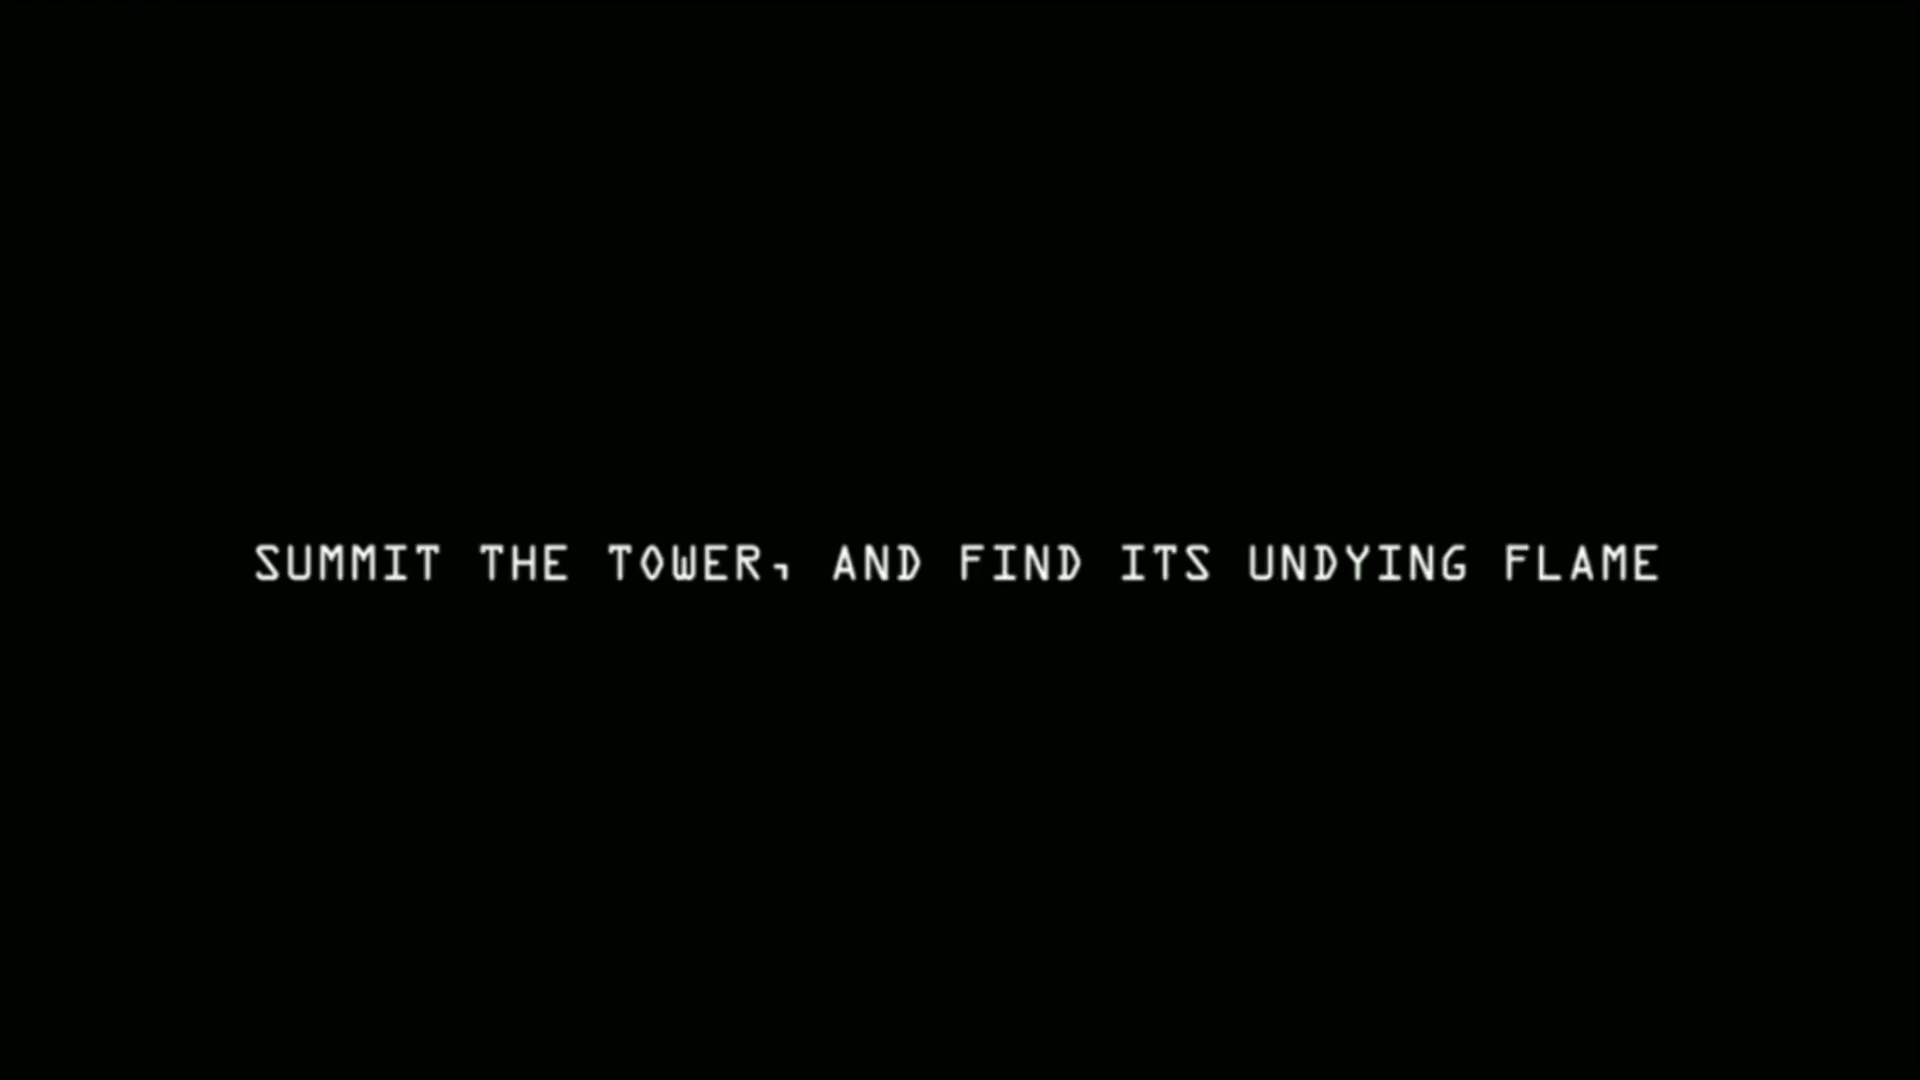 SUMMIT THE TOWER, AND FIND ITS UNDYING FLAME